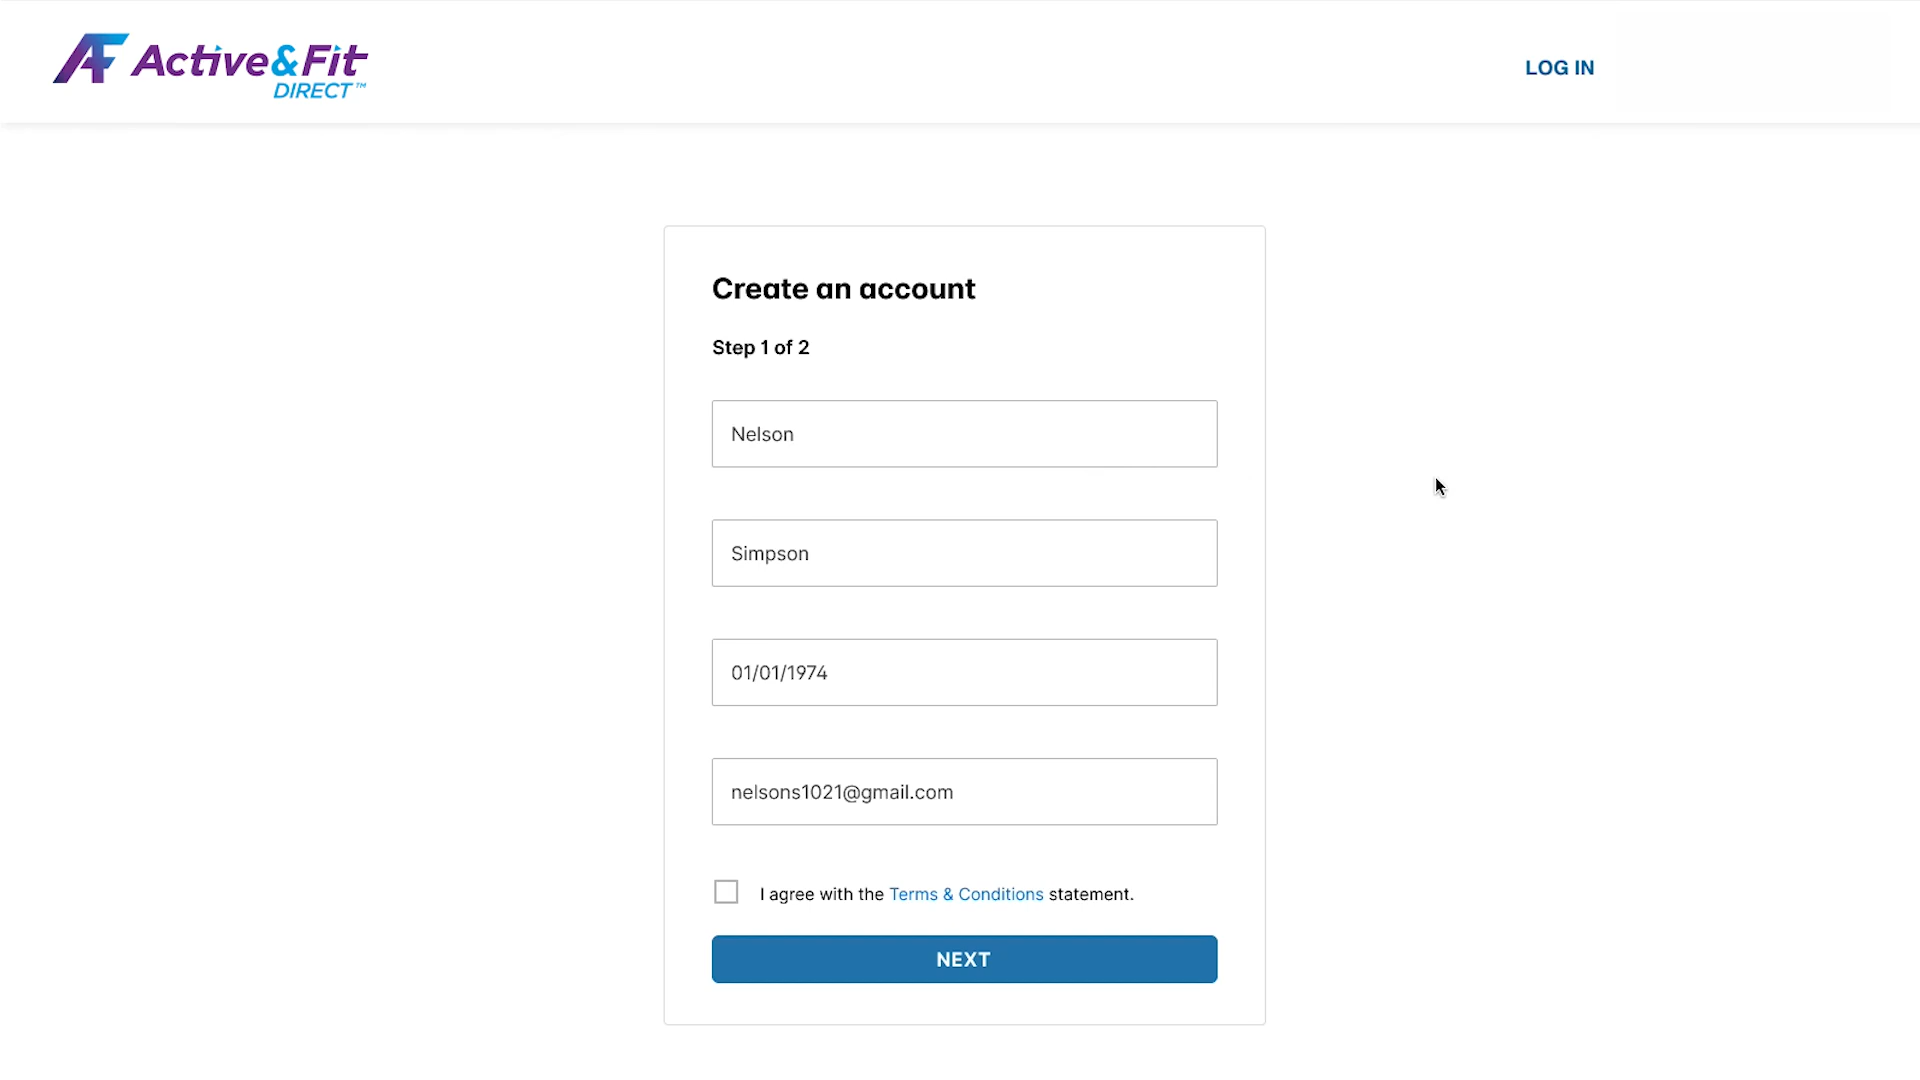 AF Active&Fit
DIRECT™
LOG IN
Create an account
Step 1 of 2
Nelson
Simpson
01/01/1974
nelsons1021@gmail.com
I agree with the Terms & Conditions statement.
NEXT